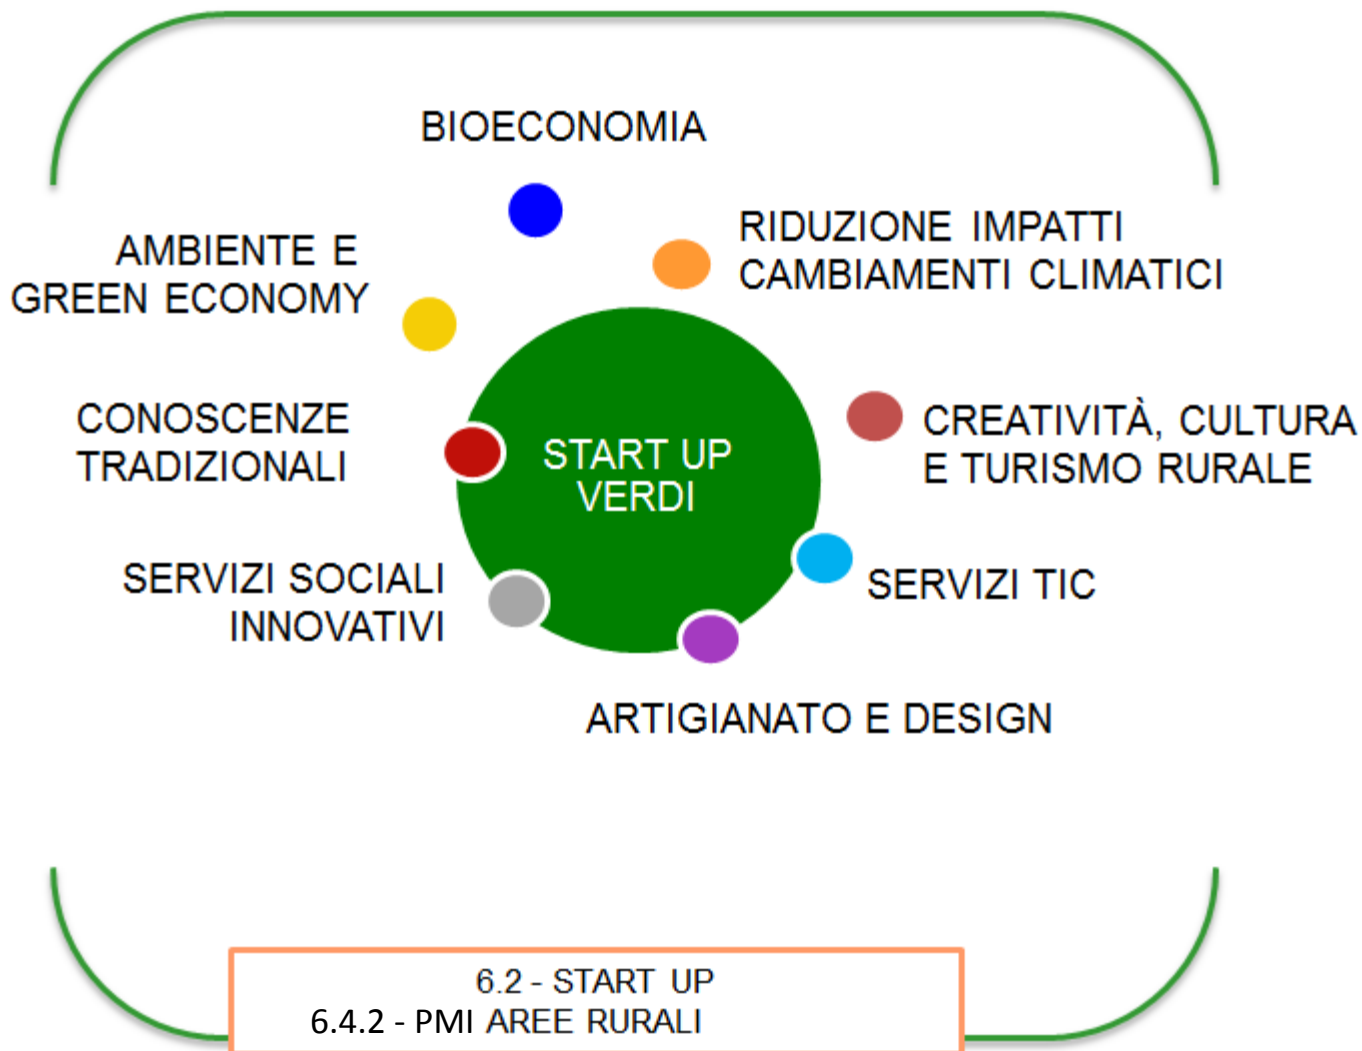 BIOECONOMIA
RIDUZIONE IMPATTI
CAMBIAMENTI CLIMATICI
AMBIENTE E
GREEN ECONOMY
CONOSCENZE
TRADIZIONALI
START UP
VERDI
CREATIVITÀ, CULTURA
E TURISMO RURALE
SERVIZI SOCIALI
INNOVATIVI
SERVIZI TIC
ARTIGIANATO E DESIGN
6.2 - START UP
6.4.2 - PMI AREE RURALI